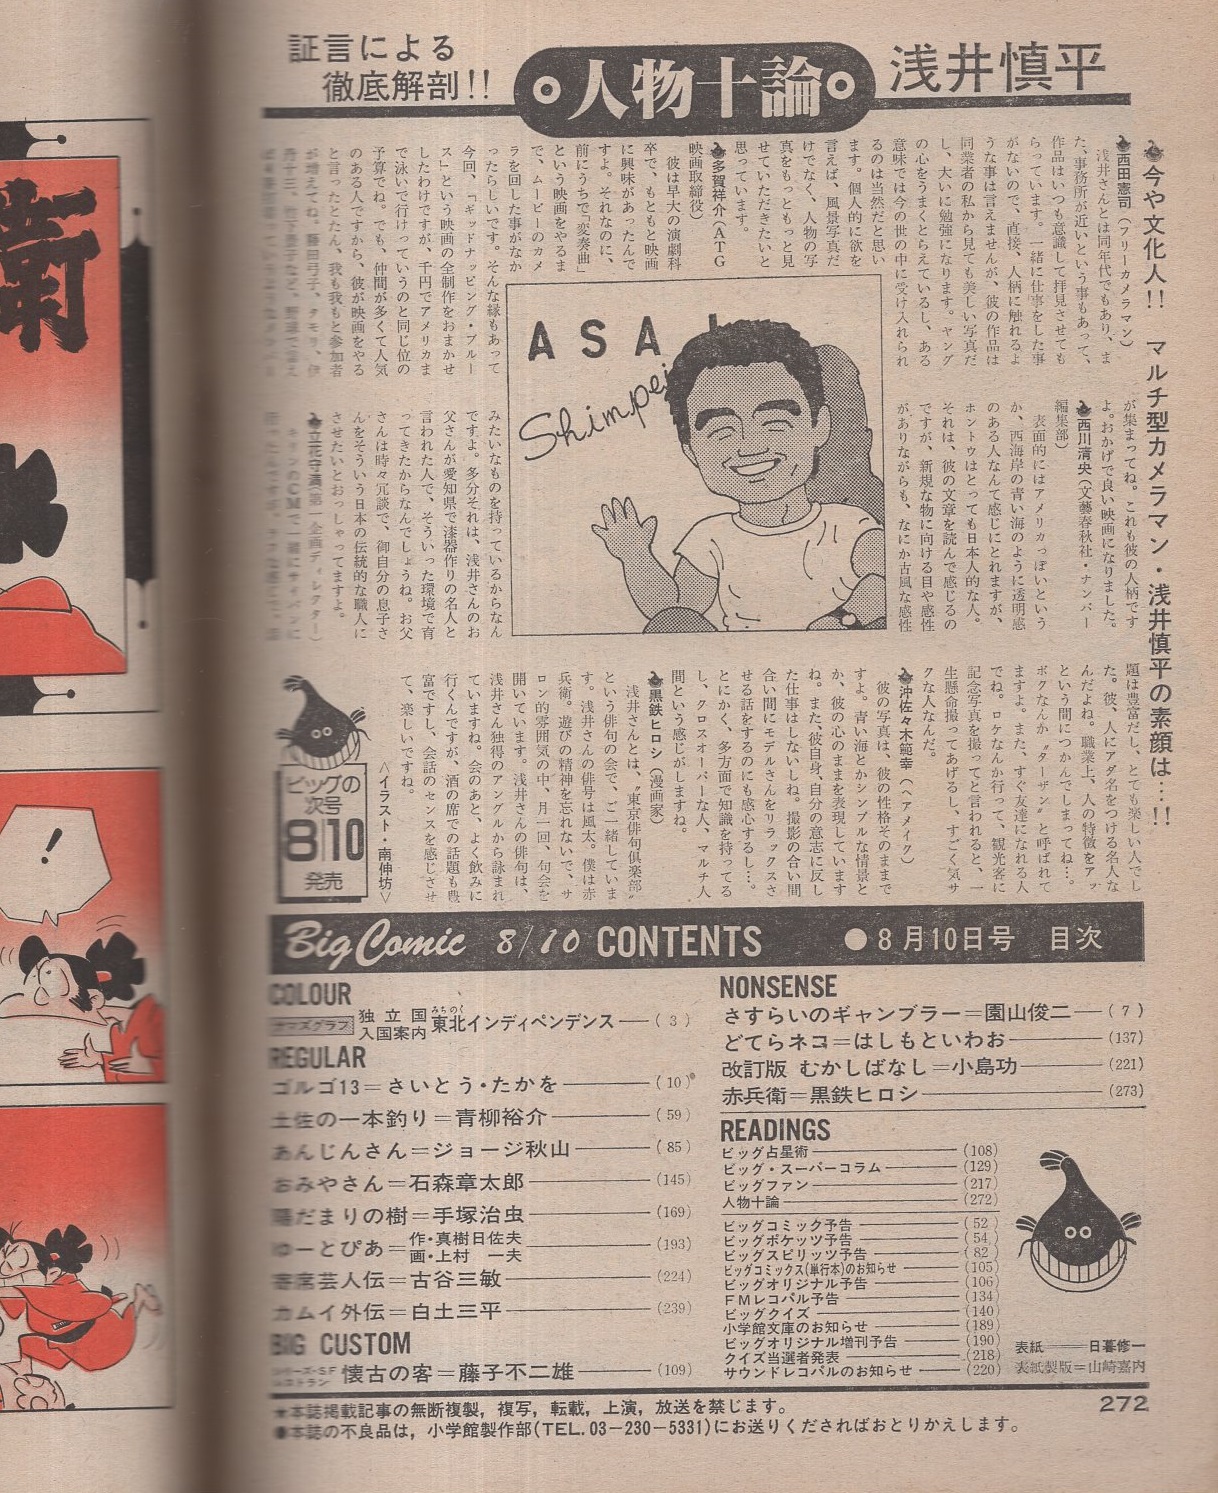 証言による
徹底解剖!!
人物十論
浅井慎平
今や文化人!! マルチ型カメラマン・浅井慎平の素顔は…!!
西田憲司(フリーカメラマン)
浅井さんとは同年代でもあり、ま
た、事務所が近いという事もあって、
作品はいつも意識して拝見させても
らっています。一緒に仕事をした事
がないので、直接、人柄に触れるよ
うな事は言えませんが、彼の作品は
同業者の私から見ても美しい写真だ
し、大いに勉強になります。ヤング
の心をうまくとらえているし、ある
意味では今の世の中に受け入れられ
るのは当然だと思い
ます。個人的に欲を
言えば、風景写真だ
けでなく、人物の写
真をもっともっと見
せていただきたいと
思っています。
多賀祥介(ATG
映画取締役)
彼は早大の演劇科
卒で、もともと映画
に興味があったんで
すよ。それなのに、
前にうちで「変奏曲」
という映画をやるま
で、ムービーのカメ
ラを回した事がなか
ったらしいです。そんな縁もあって
今回、「キッドナッピング・ブルー
ス」という映画の全制作をおまかせ
したわけですが、千円でアメリカま
で泳いで行けっていうのと同じ位の
予算でね。でも、仲間が多くて人気
のある人ですから、彼が映画をやる
と言ったとたん、我も我もと参加者
が増えてね。藤田弓子、タモリ、伊
が集まってね。これも彼の人柄です
よ。おかげで良い映画になりました。
西川清央(文藝春秋社・ナンバー
編集部)
表面的にはアメリカっぽいという
か、西海岸の青い海のように透明感
のある人なんて感じにとれますが、
ホントウはとっても日本人的な人。
それは、彼の文章を読んで感じるの
ですが、新規な物に向ける目や感性
がありながらも、なにか古風な感性
みたいなものを持っているからなん
ですよ。多分それは、浅井さんのお
父さんが愛知県で漆器作りの名人と
言われた人で、そういった環境で育
ってきたからなんでしょうね。お父
さんは時々冗談で、御自分の息子さ
んをそういう日本の伝統的な職人に
させたいとおっしゃってますよ。
立花守満(第一企画ディレクター)
題は豊富だし、とても楽しい人でし
た。彼、人にアダ名をつける名人な
んだよね。職業上、人の特徴をアッ
という間につかんでしまってね…。
ボクなんか〝ターザン〟と呼ばれて
ますよ。また、すぐ友達になれる人
でね。ロケなんか行って、観光客に
記念写真を撮ってと言われると、一
生懸命撮ってあげるし、すごく気サ
クな人なんだ。
沖佐々木範幸(ヘアメイク)
彼の写真は、彼の性格そのままで
すよ。青い海とかシンプルな情景と
か、彼の心のままを表現しています
ね。また、彼自身、自分の意志に反し
た仕事はしないしね。撮影の合い間
合い間にモデルさんをリラックスさ
せる話をするのにも感心するし…。
とにかく、多方面で知識を持ってる
し、クロスオーバーな人、マルチ人
間という感じがしますね。
黒鉄ヒロシ(漫画家)
浅井さんとは、〝東京俳句倶楽部〟
という俳句の会で、ご一緒していま
す。浅井さんの俳号は風太。僕は赤
兵衛。遊びの精神を忘れないで、サ
ロン的雰囲気の中、月一回、句会を
開いています。浅井さんの俳句は、
浅井さん独得のアングルから詠まれ
ていますね。会のあと、よく飲みに
行くんですが、酒の席での話題も豊
富ですし、会話のセンスを感じさせ
て、楽しいですね。
〈イラスト・南伸坊〉
ASAI
Shimpei
ビッグの
次号
8/10
発売
!
Big Comic 8/10 CONTENTS ●8月10日号 目次
COLOUR
独立国
入国案内 東北インディペンデンス―(3)
みちのく
REGULAR
ゴルゴ13=さいとう・たかを―(10)
土佐の一本釣り=青柳裕介―(59)
あんじんさん=ジョージ秋山―(85)
おみやさん=石森章太郎―(145)
陽だまりの樹=手塚治虫―(169)
ゆーとぴあ=作・真樹日佐夫
画・上村一夫―(193)
寄席芸人伝=古谷三敏―(224)
カムイ外伝=白土三平―(239)
BIG CUSTOM
懐古の客=藤子不二雄―(109)
NONSENSE
さすらいのギャンブラー=園山俊二―(7)
どてらネコ=はしもといわお―(137)
改訂版 むかしばなし=小島功―(221)
赤兵衛=黒鉄ヒロシ―(273)
READINGS
ビッグ占星術―(108)
ビッグ・スーパーコラム―(129)
ビッグファン―(217)
人物十論―(272)
ビッグコミック予告―(52)
ビッグポケッツ予告―(54)
ビッグスピリッツ予告―(82)
ビッグコミックス(単行本)のお知らせ―(105)
ビッグオリジナル予告―(106)
FMレコパル予告―(134)
ビッグクイズ―(140)
小学館文庫のお知らせ―(189)
ビッグオリジナル増刊予告―(190)
クイズ当選者発表―(218)
サウンドレコパルのお知らせ―(220)
表紙―日暮修一
表紙製版=山崎嘉内
★本誌掲載記事の無断複製，複写，転載，上演，放送を禁じます。
●本誌の不良品は，小学館製作部(TEL.03-230-5331)にお送りくださればおとりかえします。
272